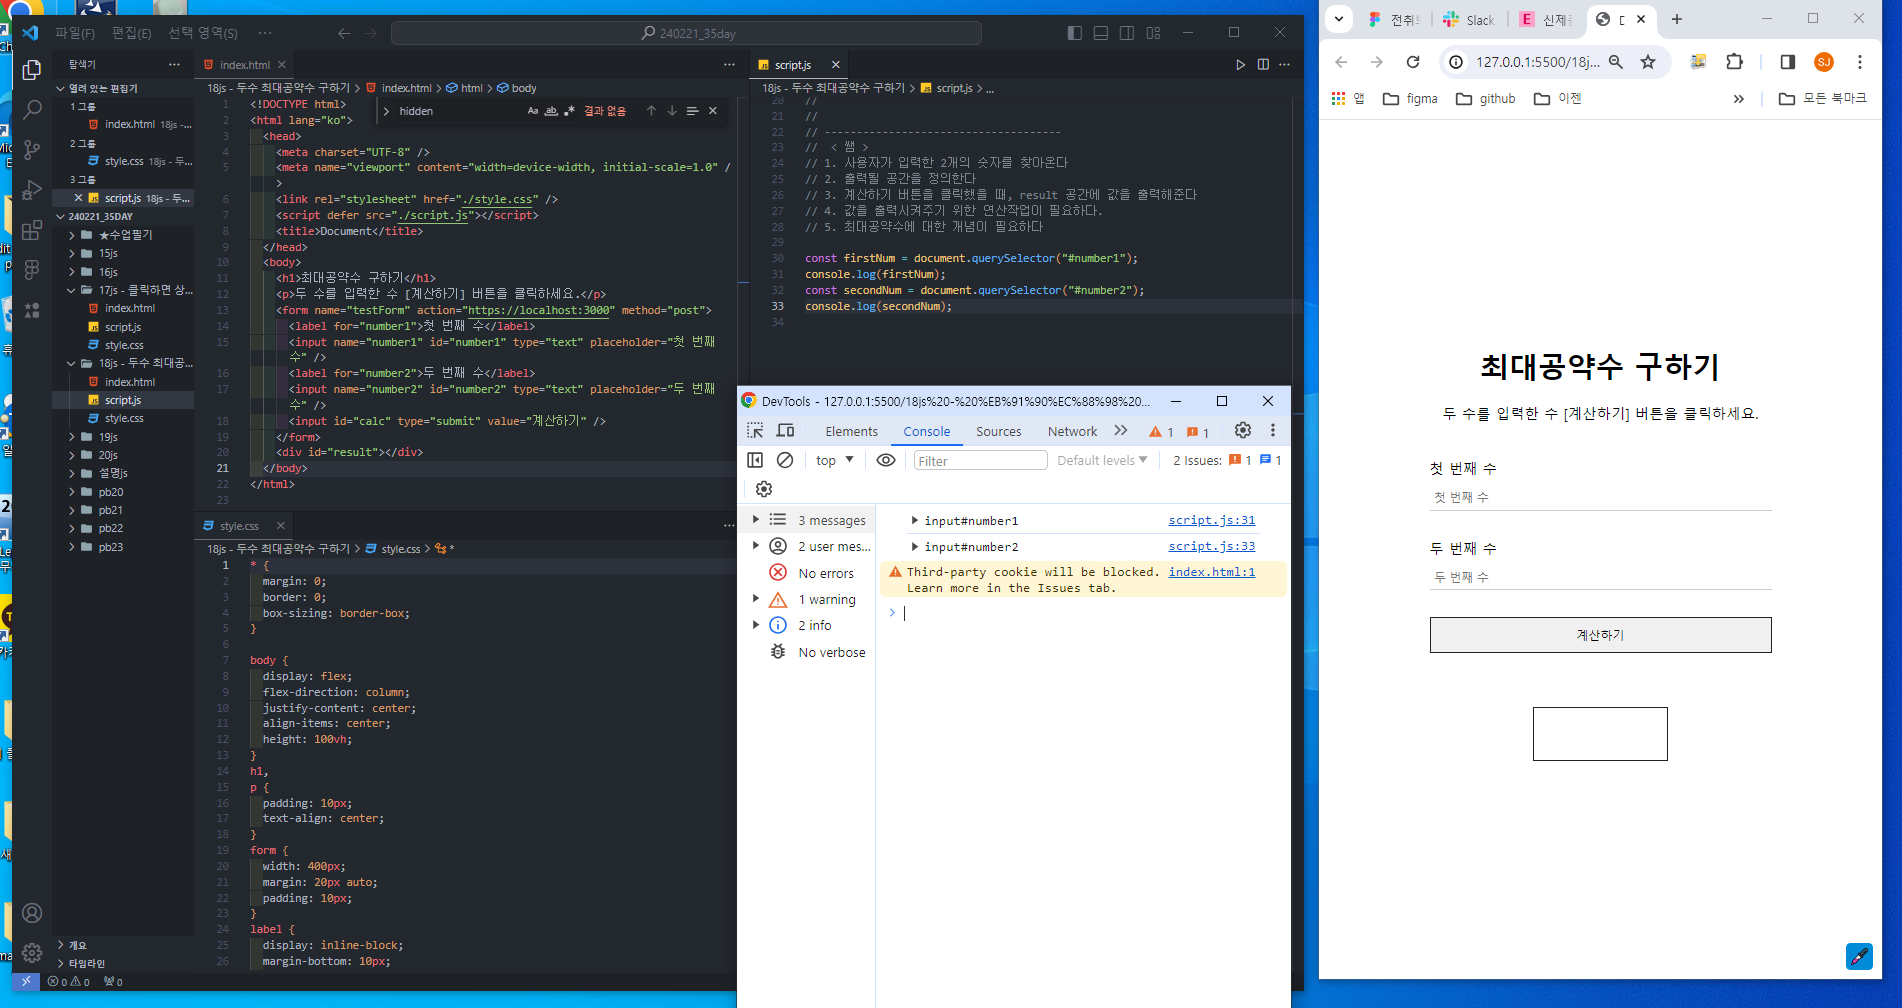 파일(F) 편집(E) 선택 영역(S) ···
240221_35day
탐색기
열려 있는 편집기
1 그룹
index.html 18js -...
2 그룹
style.css 18js - 두...
3 그룹
script.js 18js - 두...
240221_35DAY
★수업필기
15js
16js
17js - 클릭하면 상...
index.html
script.js
style.css
18js - 두수 최대공...
index.html
script.js
style.css
19js
20js
설명js
pb20
pb21
pb22
pb23
개요
타임라인
0 0 0
index.html
18js - 두수 최대공약수 구하기 > index.html > html > body
hidden
Aa ab 결과 없음
1 <!DOCTYPE html>
2 <html lang="ko">
3 <head>
4 <meta charset="UTF-8" />
5 <meta name="viewport" content="width=device-width, initial-scale=1.0" /
>
6 <link rel="stylesheet" href="./style.css" />
7 <script defer src="./script.js"></script>
8 <title>Document</title>
9 </head>
10 <body>
11 <h1>최대공약수 구하기</h1>
12 <p>두 수를 입력한 수 [계산하기] 버튼을 클릭하세요.</p>
13 <form name="testForm" action="https://localhost:3000" method="post">
14 <label for="number1">첫 번째 수</label>
15 <input name="number1" id="number1" type="text" placeholder="첫 번째
수" />
16 <label for="number2">두 번째 수</label>
17 <input name="number2" id="number2" type="text" placeholder="두 번째
수" />
18 <input id="calc" type="submit" value="계산하기" />
19 </form>
20 <div id="result"></div>
21 </body>
22 </html>
23
style.css
18js - 두수 최대공약수 구하기 > style.css > *
1 * {
2 margin: 0;
3 border: 0;
4 box-sizing: border-box;
5 }
6
7 body {
8 display: flex;
9 flex-direction: column;
10 justify-content: center;
11 align-items: center;
12 height: 100vh;
13 }
14 h1,
15 p {
16 padding: 10px;
17 text-align: center;
18 }
19 form {
20 width: 400px;
21 margin: 20px auto;
22 padding: 10px;
23 }
24 label {
25 display: inline-block;
26 margin-bottom: 10px;
script.js
18js - 두수 최대공약수 구하기 > script.js > ...
20 //
21 //
22 // -------------------------------------
23 // < 쌤 >
24 // 1. 사용자가 입력한 2개의 숫자를 찾아온다
25 // 2. 출력될 공간을 정의한다
26 // 3. 계산하기 버튼을 클릭했을 때, result 공간에 값을 출력해준다
27 // 4. 값을 출력시켜주기 위한 연산작업이 필요하다.
28 // 5. 최대공약수에 대한 개념이 필요하다
29
30 const firstNum = document.querySelector("#number1");
31 console.log(firstNum);
32 const secondNum = document.querySelector("#number2");
33 console.log(secondNum);
34
DevTools - 127.0.0.1:5500/18js%20-%20%EB%91%90%EC%88%98%20...
Elements Console Sources Network 1 1
top Filter Default levels 2 Issues: 1 1
3 messages
2 user mes...
No errors
1 warning
2 info
No verbose
input#number1 script.js:31
input#number2 script.js:33
Third-party cookie will be blocked. index.html:1
Learn more in the Issues tab.
Slack
신제
127.0.0.1:5500/18j...
SJ
앱 figma github 이젠 » 모든 북마크
최대공약수 구하기
두 수를 입력한 수 [계산하기] 버튼을 클릭하세요.
첫 번째 수
첫 번째 수
두 번째 수
두 번째 수
계산하기